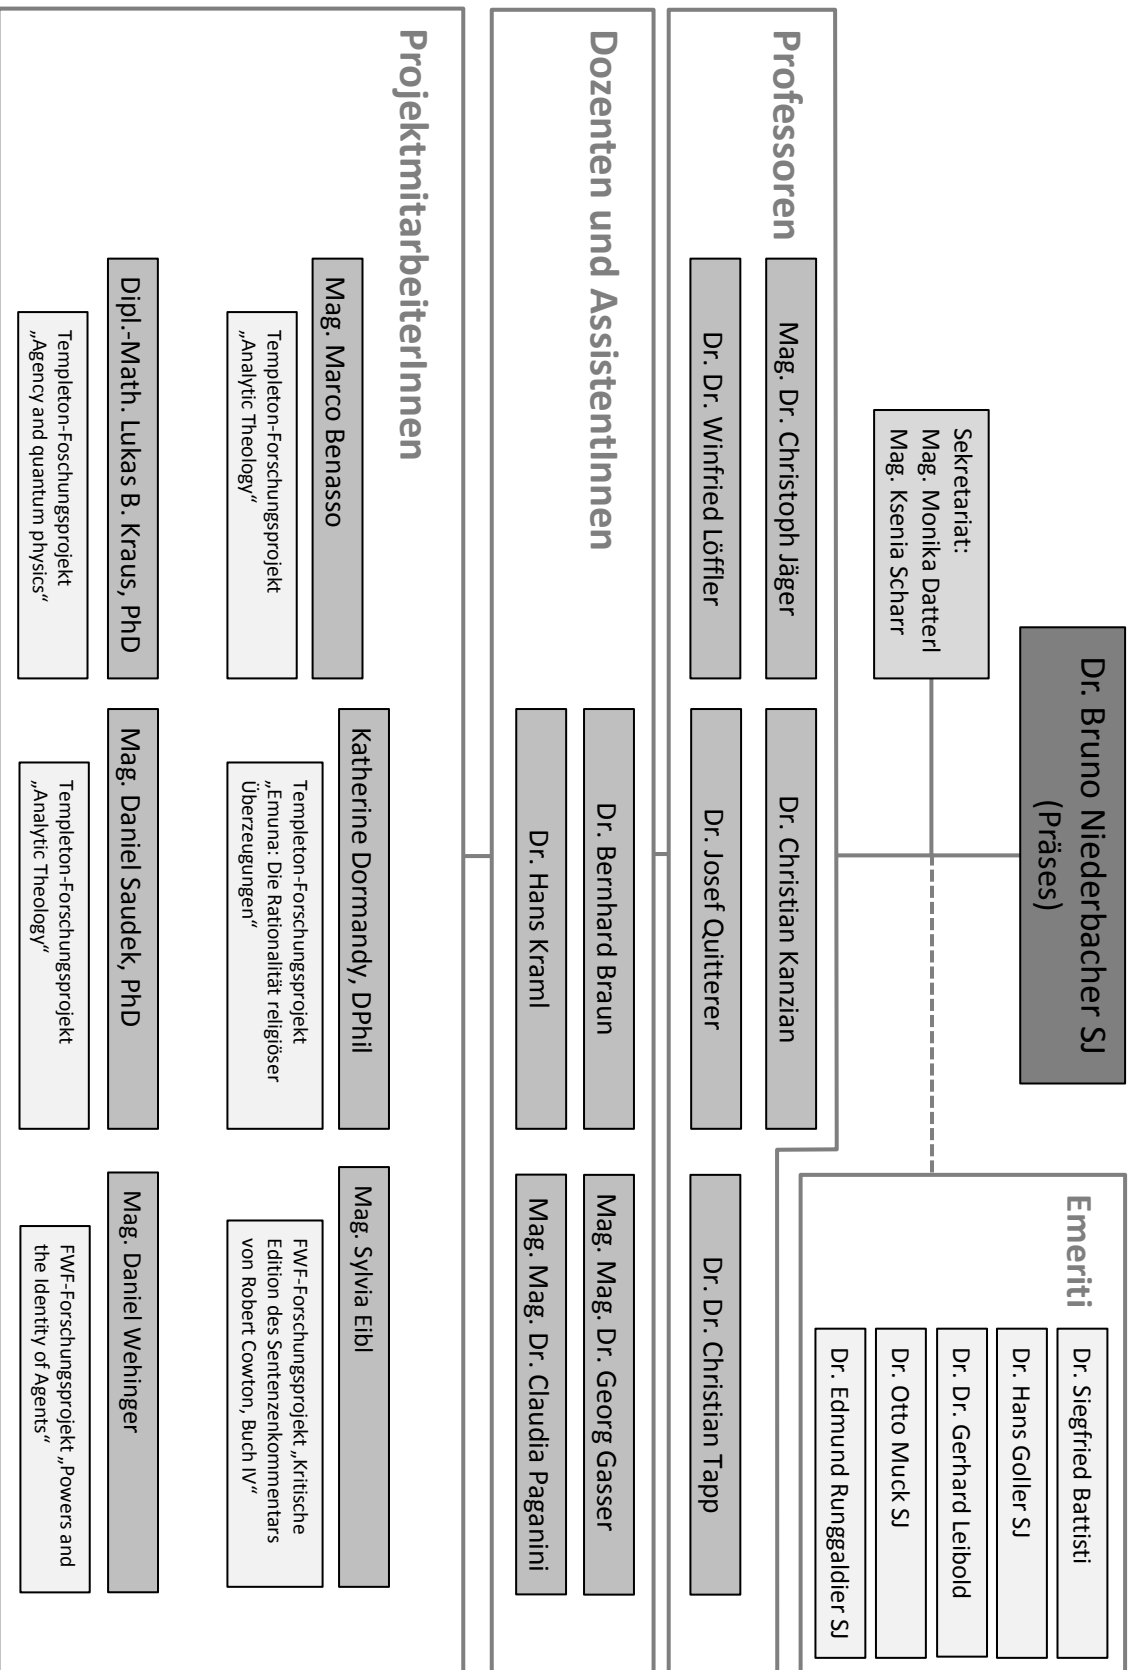 Dr. Bruno Niederbacher SJ
(Präses)
Sekretariat:
Mag. Monika Datterl
Mag. Ksenia Scharr
Emeriti
Dr. Siegfried Battisti
Dr. Hans Goller SJ
Dr. Dr. Gerhard Leibold
Dr. Otto Muck SJ
Dr. Edmund Runggaldier SJ
Professoren
Mag. Dr. Christoph Jäger
Dr. Christian Kanzian
Dr. Dr. Winfried Löffler
Dr. Josef Quitterer
Dr. Dr. Christian Tapp
Dozenten und AssistentInnen
Dr. Bernhard Braun
Mag. Mag. Dr. Georg Gasser
Dr. Hans Kraml
Mag. Mag. Dr. Claudia Paganini
ProjektmitarbeiterInnen
Mag. Marco Benasso
Templeton-Forschungsprojekt
„Analytic Theology“
Katherine Dormandy, DPhil
Templeton-Forschungsprojekt
„Emuna: Die Rationalität religiöser
Überzeugungen“
Mag. Sylvia Eibl
FWF-Forschungsprojekt „Kritische
Edition des Sentenzenkommentars
von Robert Cowton, Buch IV“
Dipl.-Math. Lukas B. Kraus, PhD
Templeton-Foschungsprojekt
„Agency and quantum physics“
Mag. Daniel Saudek, PhD
Templeton-Forschungsprojekt
„Analytic Theology“
Mag. Daniel Wehinger
FWF-Forschungsprojekt „Powers and
the Identity of Agents“